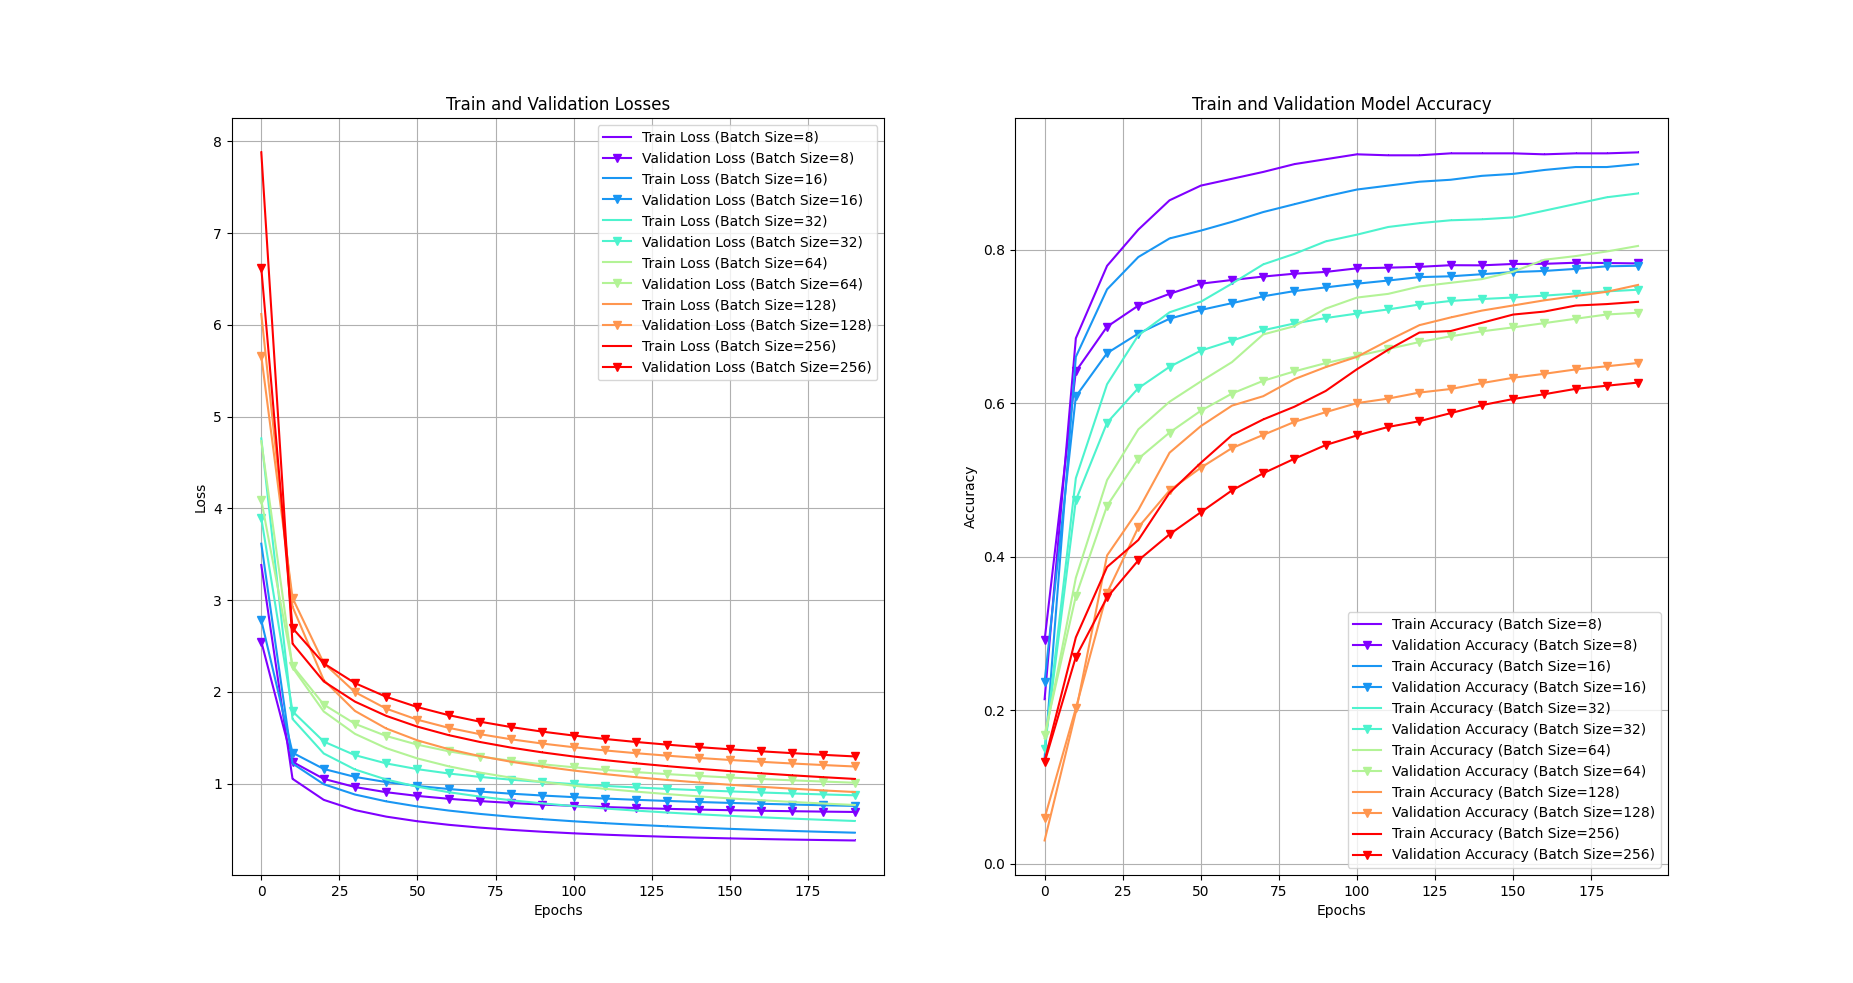 Train and Validation Losses
8
7
6
5
4
3
2
1
Loss
0
25
50
75
100
125
150
175
Epochs
Train Loss (Batch Size=8)
Validation Loss (Batch Size=8)
Train Loss (Batch Size=16)
Validation Loss (Batch Size=16)
Train Loss (Batch Size=32)
Validation Loss (Batch Size=32)
Train Loss (Batch Size=64)
Validation Loss (Batch Size=64)
Train Loss (Batch Size=128)
Validation Loss (Batch Size=128)
Train Loss (Batch Size=256)
Validation Loss (Batch Size=256)
Train and Validation Model Accuracy
0.8
0.6
0.4
0.2
0.0
Accuracy
0
25
50
75
100
125
150
175
Epochs
Train Accuracy (Batch Size=8)
Validation Accuracy (Batch Size=8)
Train Accuracy (Batch Size=16)
Validation Accuracy (Batch Size=16)
Train Accuracy (Batch Size=32)
Validation Accuracy (Batch Size=32)
Train Accuracy (Batch Size=64)
Validation Accuracy (Batch Size=64)
Train Accuracy (Batch Size=128)
Validation Accuracy (Batch Size=128)
Train Accuracy (Batch Size=256)
Validation Accuracy (Batch Size=256)